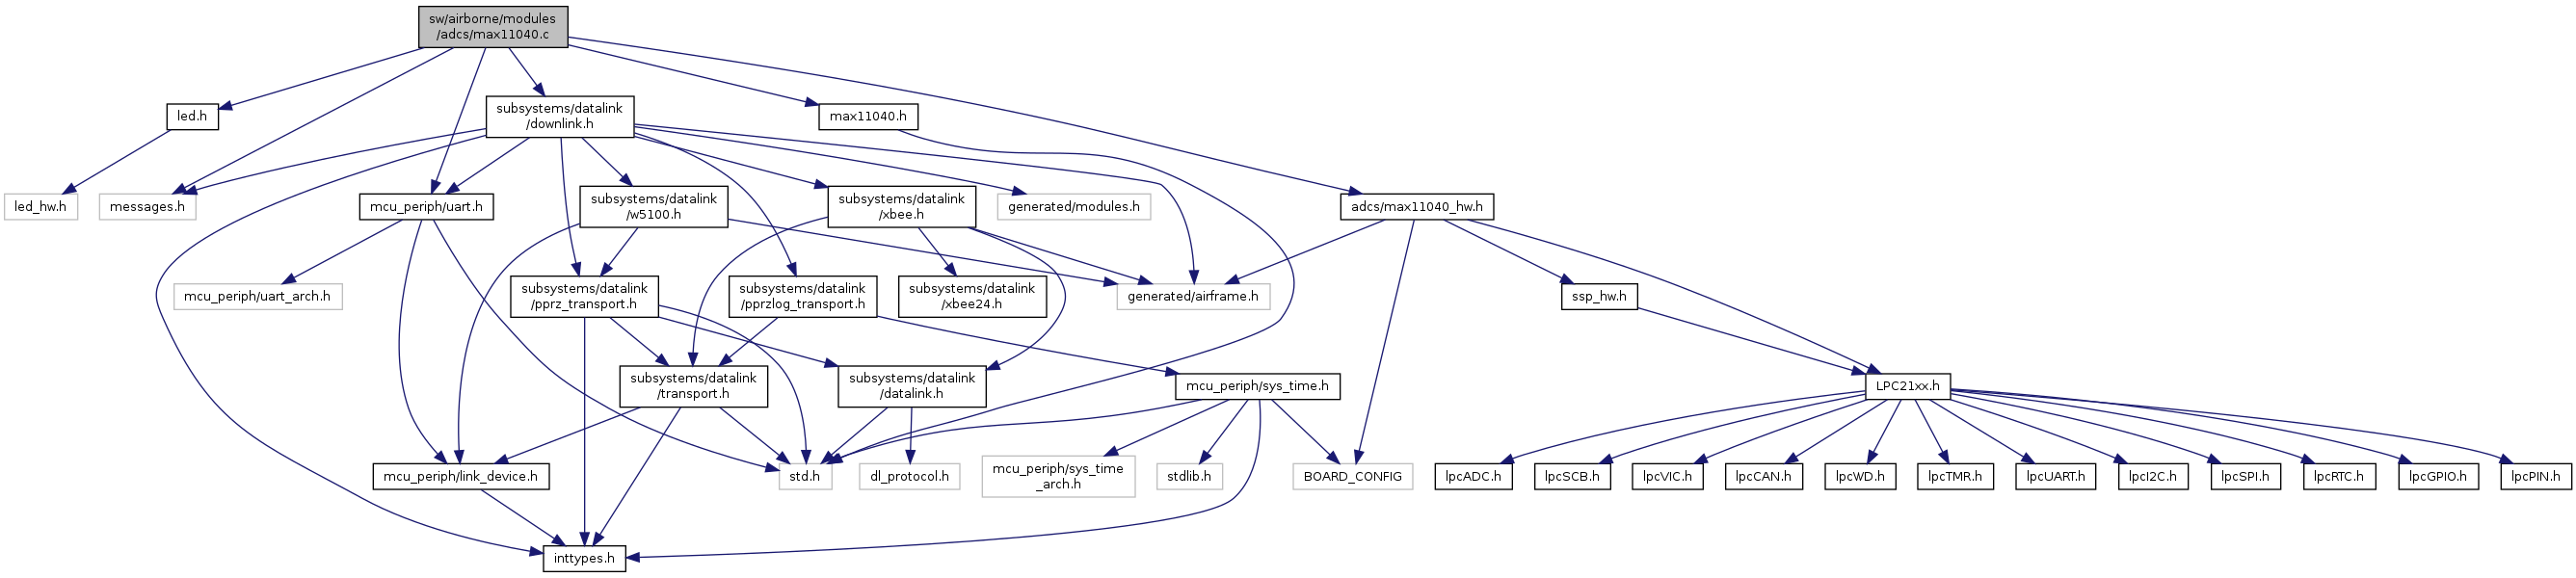 sw/airborne/modules
/adcs/max11040.c
led.h
subsystems/datalink
/downlink.h
max11040.h
led_hw.h
messages.h
mcu_periph/uart.h
subsystems/datalink
/w5100.h
subsystems/datalink
/xbee.h
generated/modules.h
adcs/max11040_hw.h
mcu_periph/uart_arch.h
subsystems/datalink
/pprz_transport.h
subsystems/datalink
/pprzlog_transport.h
subsystems/datalink
/xbee24.h
generated/airframe.h
ssp_hw.h
subsystems/datalink
/transport.h
subsystems/datalink
/datalink.h
mcu_periph/sys_time.h
LPC21xx.h
mcu_periph/link_device.h
std.h
dl_protocol.h
mcu_periph/sys_time
_arch.h
stdlib.h
BOARD_CONFIG
lpcADC.h
lpcSCB.h
lpcVIC.h
lpcCAN.h
lpcWD.h
lpcTMR.h
lpcUART.h
lpcI2C.h
lpcSPI.h
lpcRTC.h
lpcGPIO.h
lpcPIN.h
inttypes.h